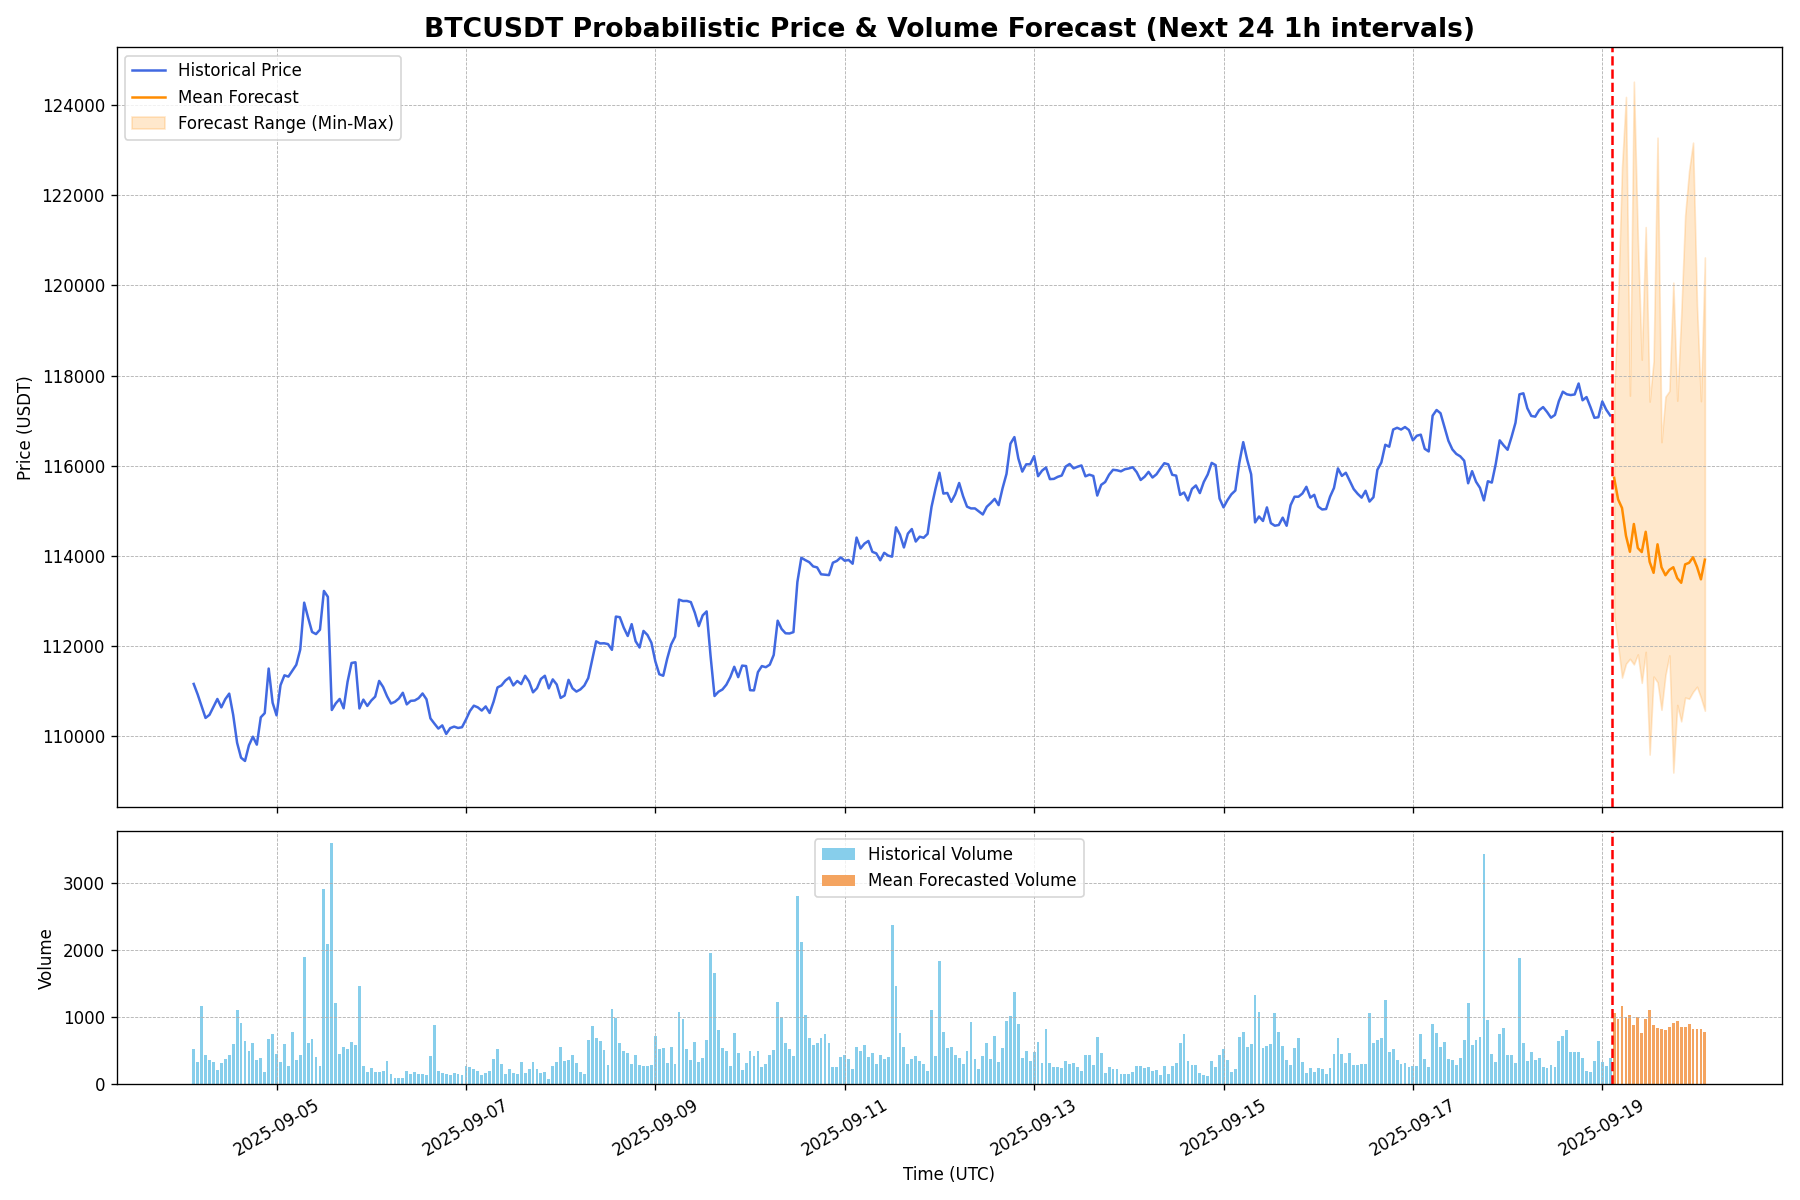 BTCUSDT Probabilistic Price & Volume Forecast (Next 24 1h intervals)
Historical Price
Mean Forecast
Forecast Range (Min-Max)
124000
122000
120000
118000
116000
114000
112000
110000
Price (USDT)
Historical Volume
Mean Forecasted Volume
3000
2000
1000
0
Volume
2025-09-05
2025-09-07
2025-09-09
2025-09-11
2025-09-13
2025-09-15
2025-09-17
2025-09-19
Time (UTC)